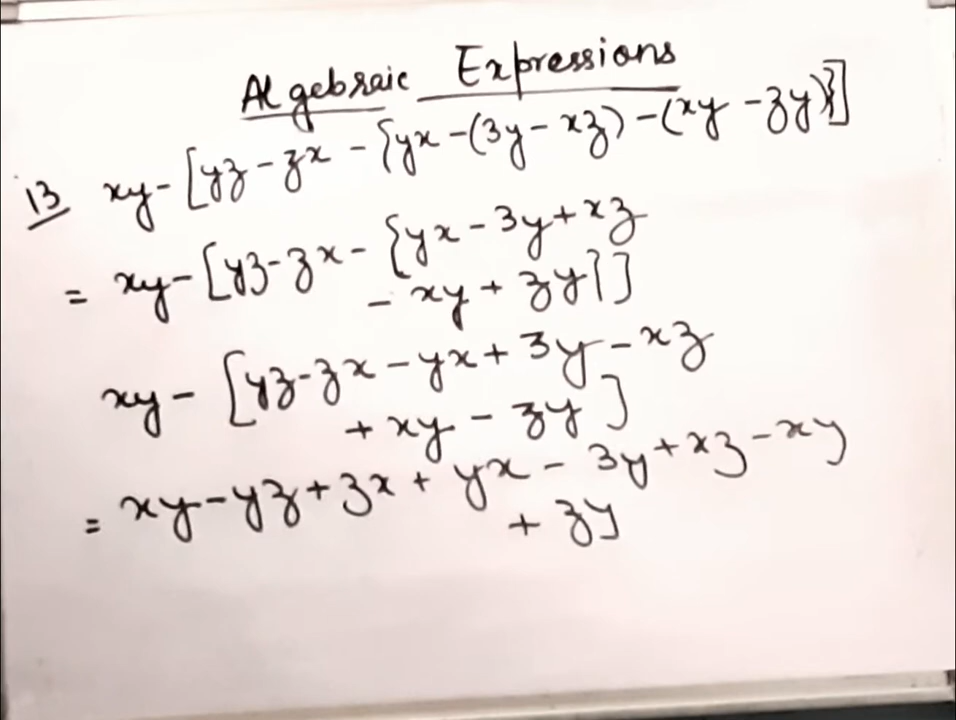 Algebraic Expressions
13 xy-[yz-zx-{yx-(3y-xz)-(xy-zy)}]
= xy-[yz-zx-{yx-3y+xz
-xy+zy}]
xy-[yz-zx-yx+3y-xz
+xy-zy]
= xy-yz+3x+yx-3y+xz-xy
+zy